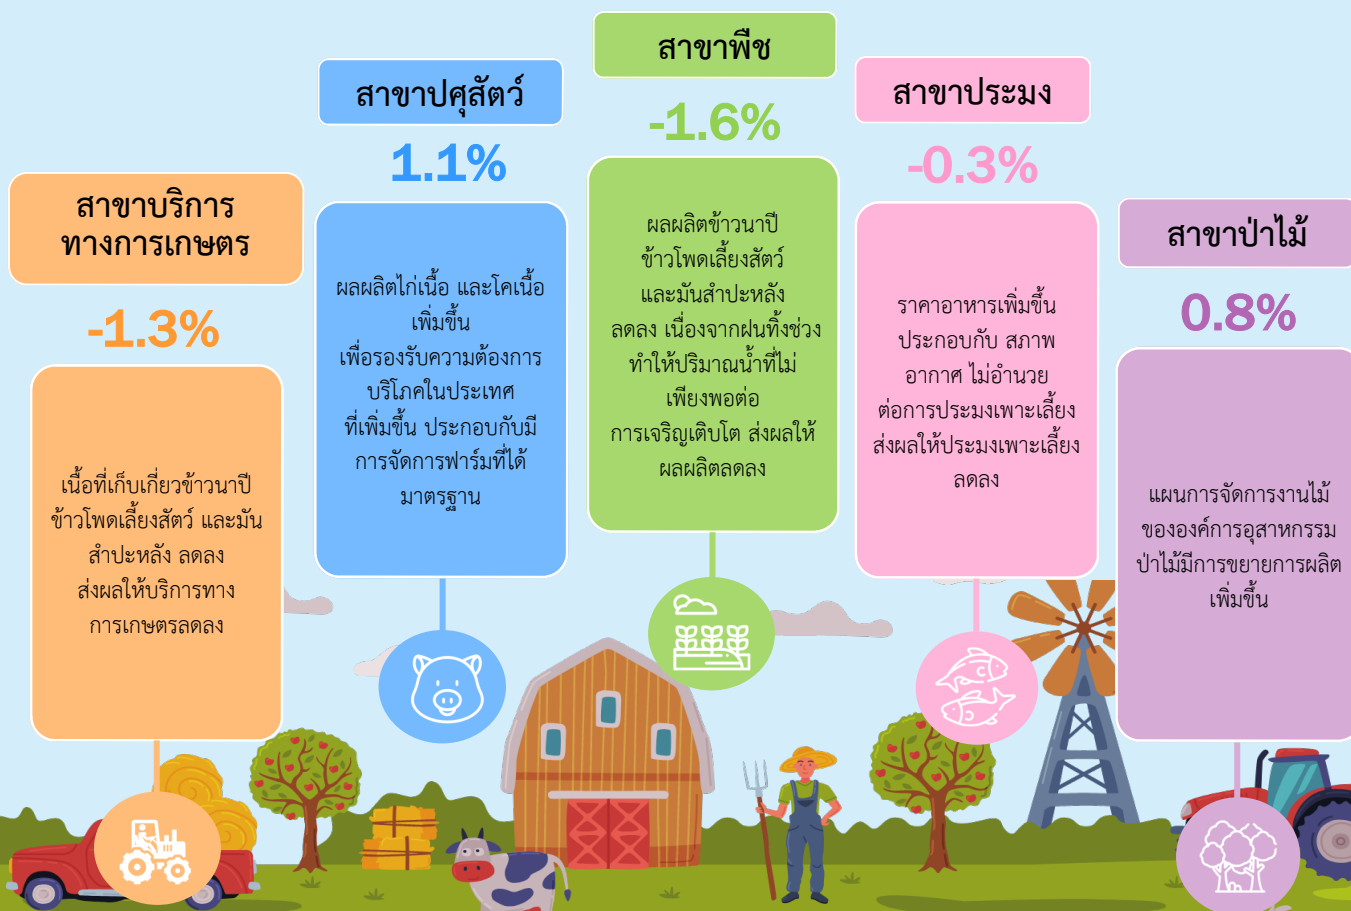 สาขาบริการ
ทางการเกษตร
-1.3%
เนื้อที่เก็บเกี่ยวข้าวนาปี
ข้าวโพดเลี้ยงสัตว์ และมัน
สำปะหลัง ลดลง
ส่งผลให้บริการทาง
การเกษตรลดลง
สาขาปศุสัตว์
1.1%
ผลผลิตไก่เนื้อ และโคเนื้อ
เพิ่มขึ้น
เพื่อรองรับความต้องการ
บริโภคในประเทศ
ที่เพิ่มขึ้น ประกอบกับมี
การจัดการฟาร์มที่ได้
มาตรฐาน
สาขาพืช
-1.6%
ผลผลิตข้าวนาปี
ข้าวโพดเลี้ยงสัตว์
และมันสำปะหลัง
ลดลง เนื่องจากฝนทิ้งช่วง
ทำให้ปริมาณน้ำที่ไม่
เพียงพอต่อ
การเจริญเติบโต ส่งผลให้
ผลผลิตลดลง
สาขาประมง
-0.3%
ราคาอาหารเพิ่มขึ้น
ประกอบกับ สภาพ
อากาศ ไม่อำนวย
ต่อการประมงเพาะเลี้ยง
ส่งผลให้ประมงเพาะเลี้ยง
ลดลง
สาขาป่าไม้
0.8%
แผนการจัดการงานไม้
ขององค์การอุสาหกรรม
ป่าไม้มีการขยายการผลิต
เพิ่มขึ้น